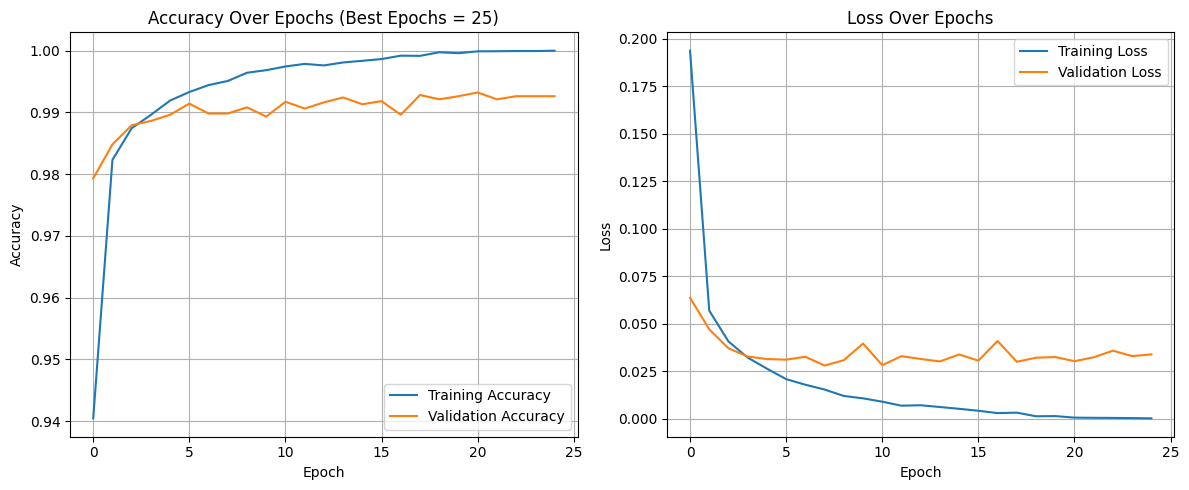 Accuracy Over Epochs (Best Epochs = 25)
1.00
0.99
0.98
0.97
0.96
0.95
0.94
Accuracy
0
5
10
15
20
25
Epoch
Training Accuracy
Validation Accuracy
Loss Over Epochs
0.200
0.175
0.150
0.125
0.100
0.075
0.050
0.025
0.000
Loss
0
5
10
15
20
25
Epoch
Training Loss
Validation Loss